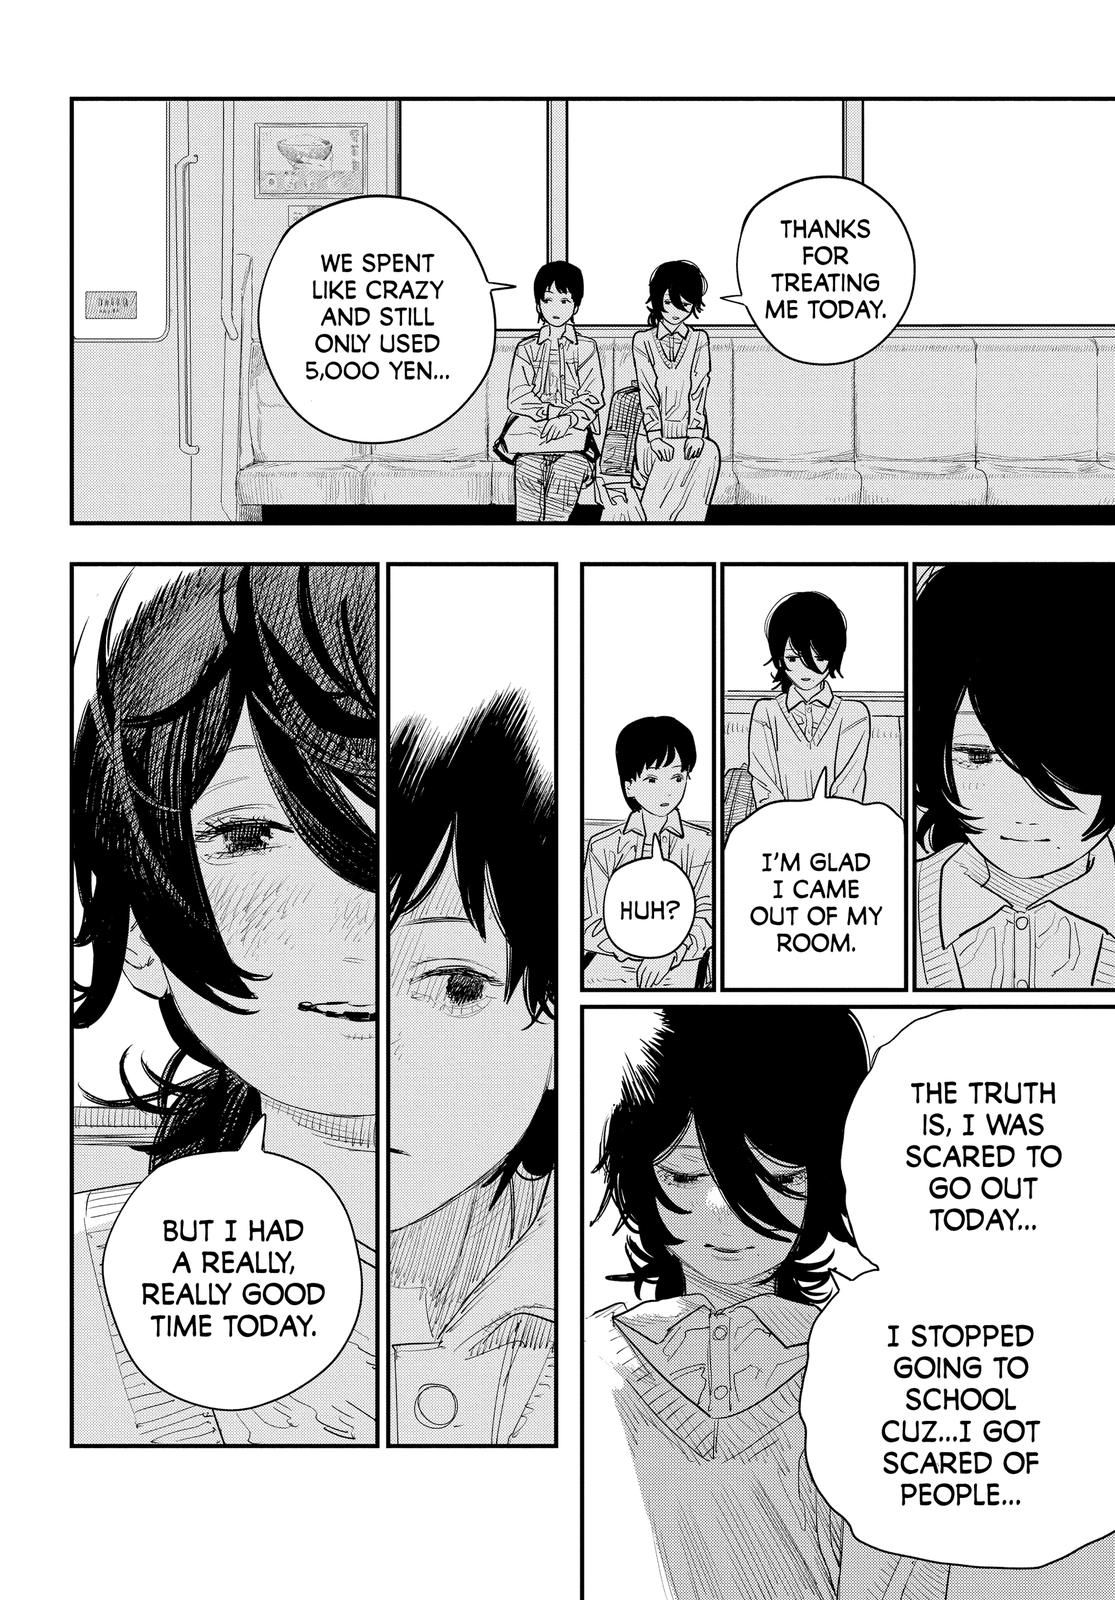 THANKS
FOR
TREATING
ME TODAY.
WE SPENT
LIKE CRAZY
AND STILL
ONLY USED
5,000 YEN...
I'M GLAD
I CAME
OUT OF MY
ROOM.
HUH?
THE TRUTH
IS, I WAS
SCARED TO
GO OUT
TODAY...
I STOPPED
GOING TO
SCHOOL
CUZ...I GOT
SCARED OF
PEOPLE...
BUT I HAD
A REALLY,
REALLY GOOD
TIME TODAY.